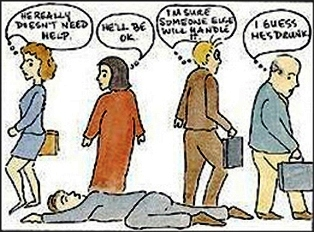 HE REALLY
DOESN'T NEED
HELP.
HE'LL BE
OK.
I'M SURE
SOMEONE ELSE
WILL HANDLE
IT
I GUESS
HE'S DRUNK